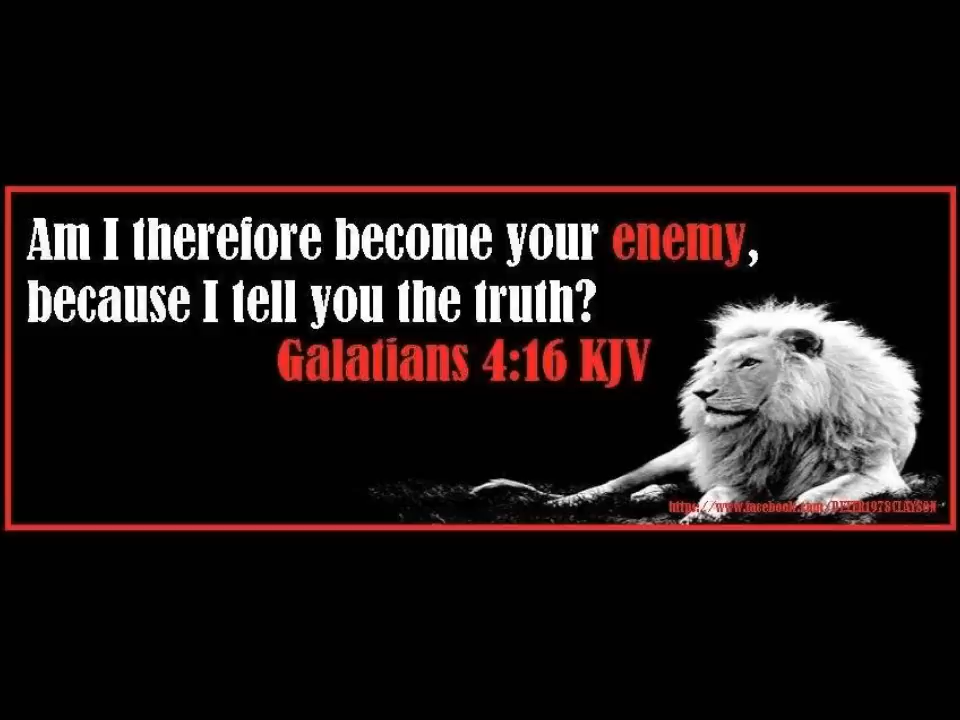 Am I therefore become your enemy,
because I tell you the truth?
Galatians 4:16 KJV